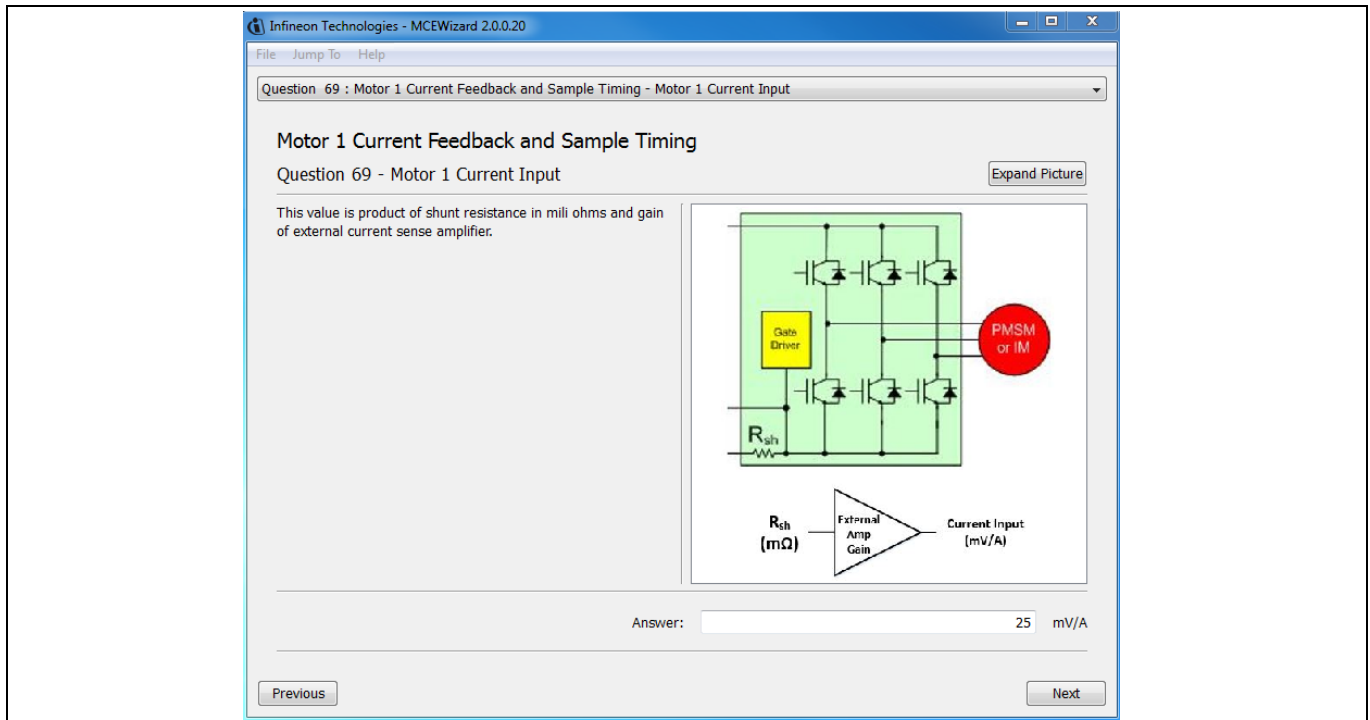 Infineon Technologies - MCEWizard 2.0.0.20
File Jump To Help
Question 69 : Motor 1 Current Feedback and Sample Timing - Motor 1 Current Input
Motor 1 Current Feedback and Sample Timing
Question 69 - Motor 1 Current Input
Expand Picture
This value is product of shunt resistance in mili ohms and gain
of external current sense amplifier.
Gate
Driver
PMSM
or IM
Rsh
Rsh
(mΩ)
External
Amp
Gain
Current Input
(mV/A)
Answer: 25 mV/A
Previous Next